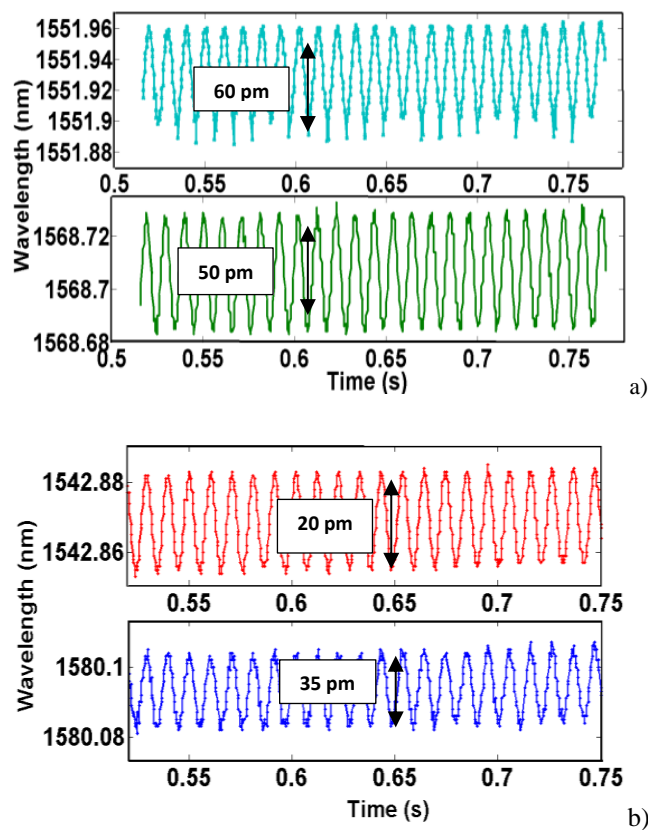 1551.96
1551.94
60 pm
1551.92
1551.9
1551.88
0.5 0.55 0.6 0.65 0.7 0.75
Wavelength (nm)
1568.72
50 pm
1568.7
1568.68
0.5 0.55 0.6 0.65 0.7 0.75
Time (s)
a)
1542.88
20 pm
1542.86
0.55 0.6 0.65 0.7 0.75
Wavelength (nm)
1580.1
35 pm
1580.08
0.55 0.6 0.65 0.7 0.75
Time (s)
b)